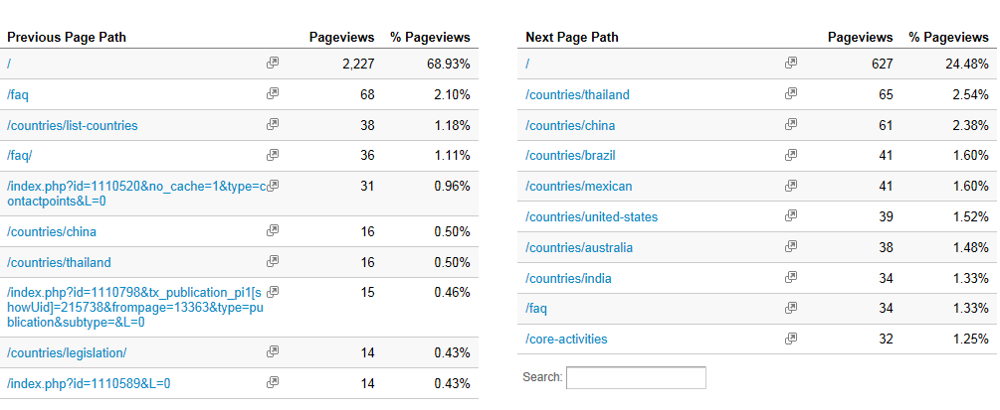 Previous Page Path Pageviews % Pageviews
/ 2,227 68.93%
/faq 68 2.10%
/countries/list-countries 38 1.18%
/faq/ 36 1.11%
/index.php?id=1110520&no_cache=1&type=c 31 0.96%
ontactpoints&L=0
/countries/china 16 0.50%
/countries/thailand 16 0.50%
/index.php?id=1110798&tx_publication_pi1[s 15 0.46%
howUid]=215738&frompage=13363&type=pu
blication&subtype=&L=0
/countries/legislation/ 14 0.43%
/index.php?id=1110589&L=0 14 0.43%
Next Page Path Pageviews % Pageviews
/ 627 24.48%
/countries/thailand 65 2.54%
/countries/china 61 2.38%
/countries/brazil 41 1.60%
/countries/mexican 41 1.60%
/countries/united-states 39 1.52%
/countries/australia 38 1.48%
/countries/india 34 1.33%
/faq 34 1.33%
/core-activities 32 1.25%
Search: